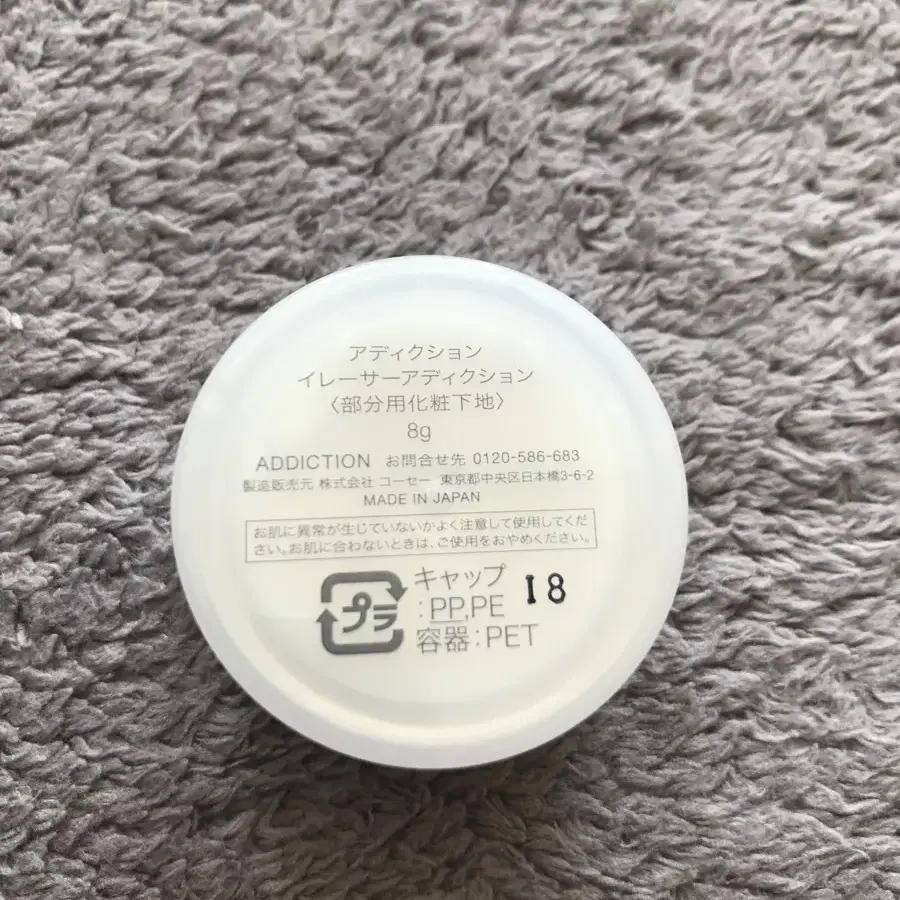 アディクション
イレーサーアディクション
〈部分用化粧下地〉
8g
ADDICTION お問合せ先 0120-586-683
製造販売元 株式会社 コーセー 東京都中央区日本橋3-6-2
MADE IN JAPAN
お肌に異常が生じていないかよく注意して使用してくだ
さい。お肌に合わないときは、ご使用をおやめください。
プラ
キャップ
:PP,PE
容器:PET
I8